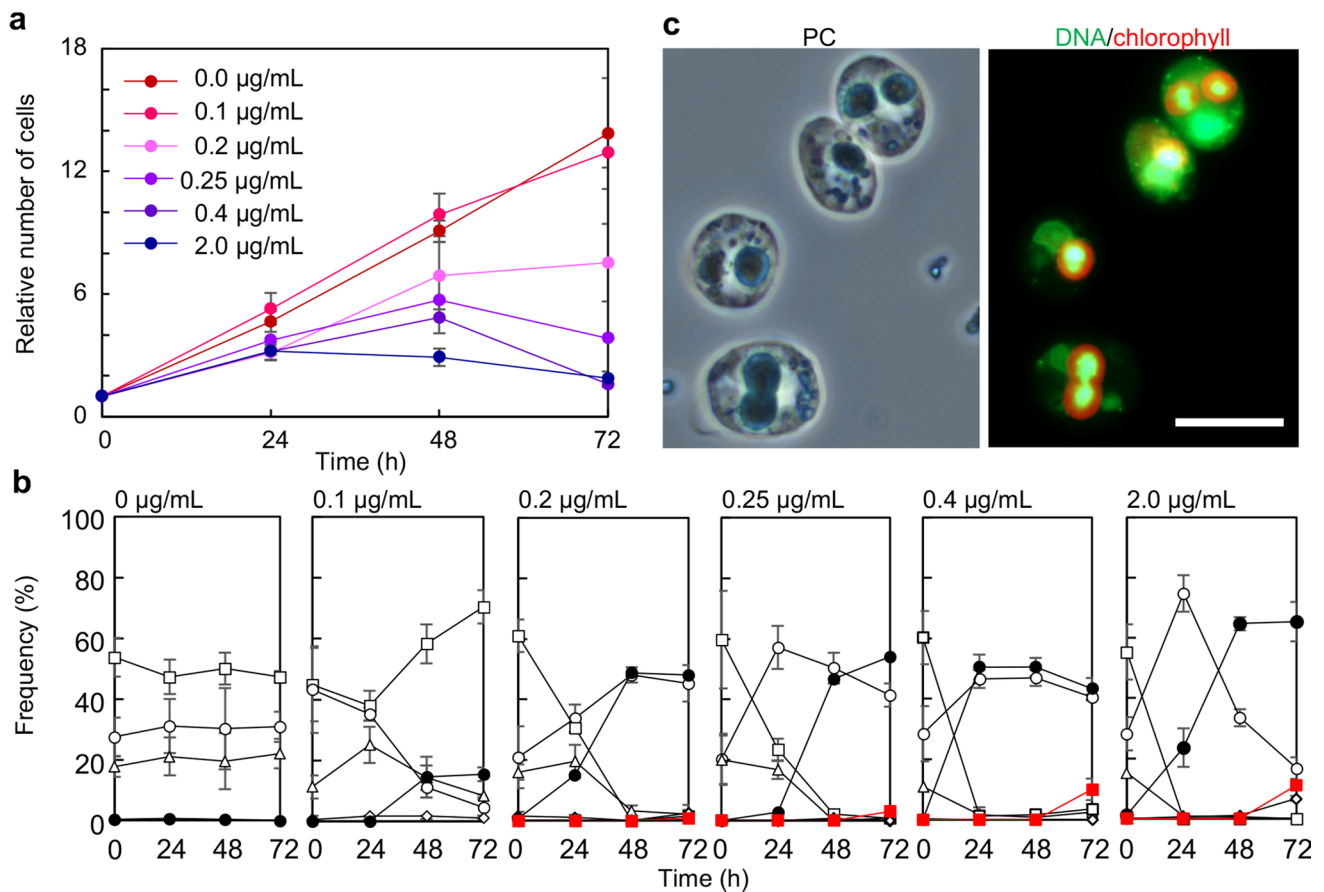 a
18
12
6
0
Relative number of cells
0.0 µg/mL
0.1 µg/mL
0.2 µg/mL
0.25 µg/mL
0.4 µg/mL
2.0 µg/mL
0 24 48 72
Time (h)
c
PC
DNA/chlorophyll
b
0 µg/mL
0.1 µg/mL
0.2 µg/mL
0.25 µg/mL
0.4 µg/mL
2.0 µg/mL
100
80
60
40
20
0
Frequency (%)
0 24 48 72
0 24 48 72
0 24 48 72
0 24 48 72
0 24 48 72
0 24 48 72
Time (h)